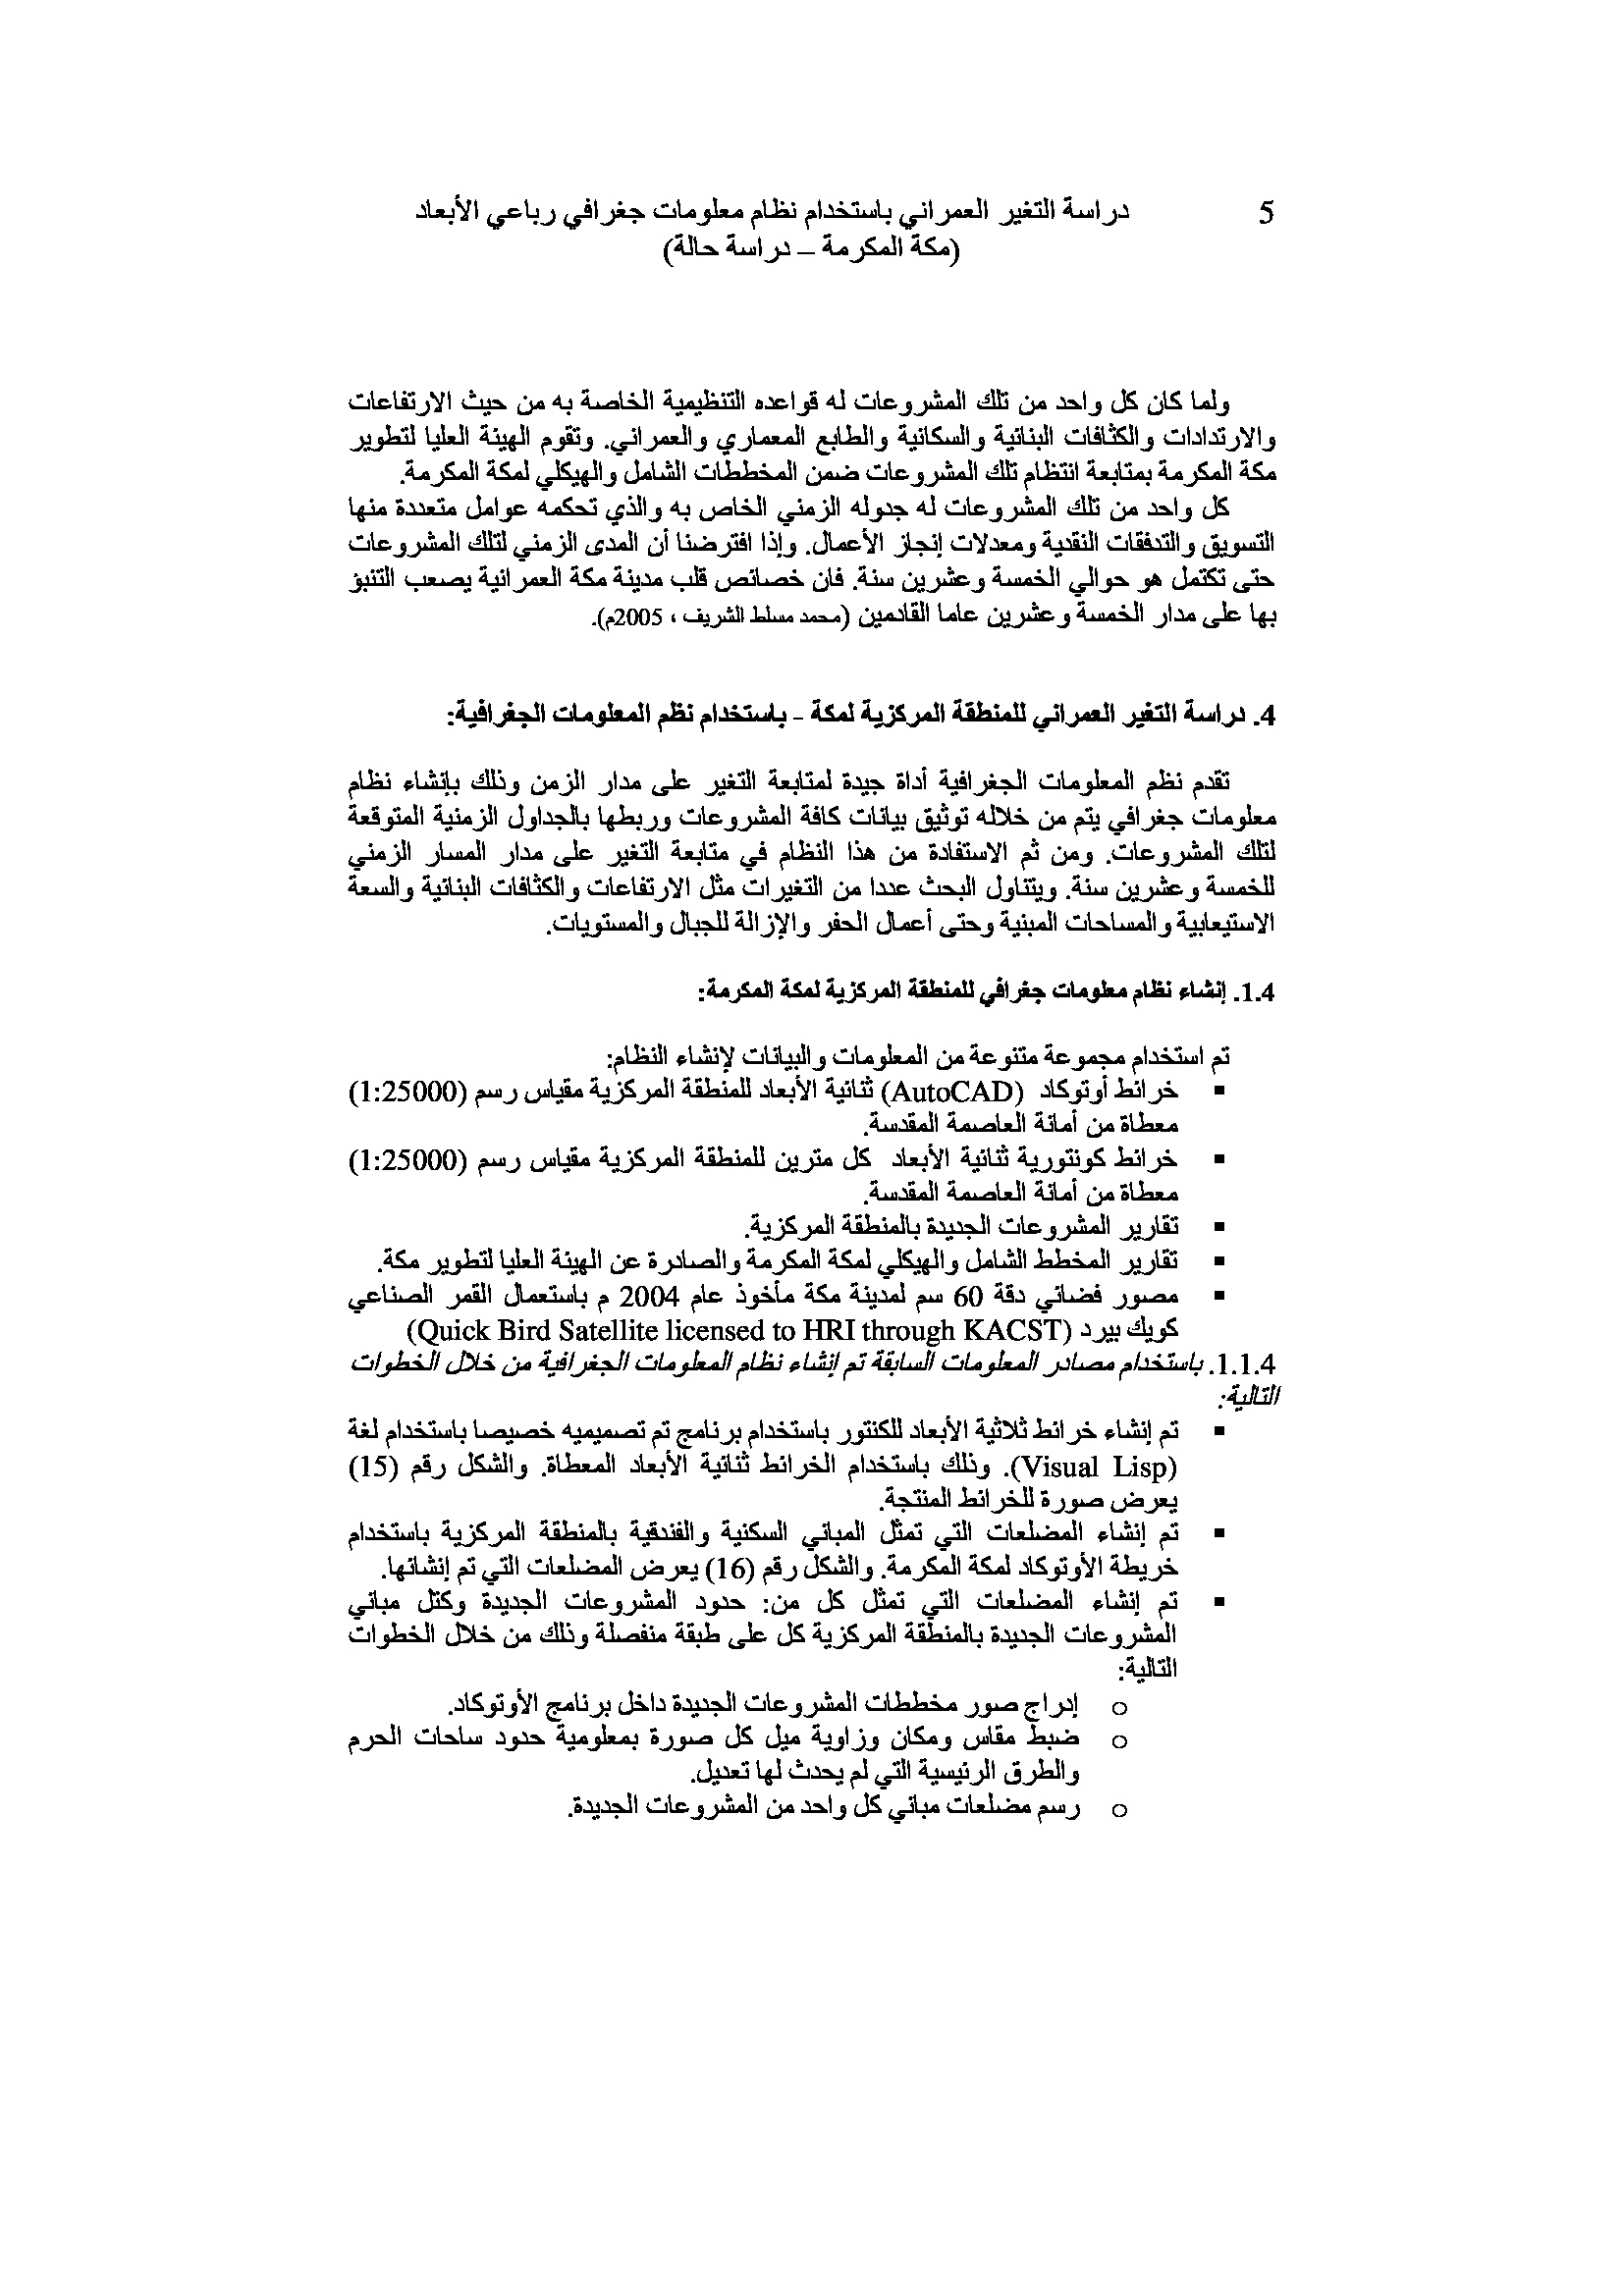 5 دراسة التغير العمراني باستخدام نظام معلومات جغرافي رباعي الأبعاد
(مكة المكرمة – دراسة حالة)
ولما كان كل واحد من تلك المشروعات له قواعده التنظيمية الخاصة به من حيث الارتفاعات
والارتدادات والكثافات البنائية والسكانية والطابع المعماري والعمراني. وتقوم الهيئة العليا لتطوير
مكة المكرمة بمتابعة انتظام تلك المشروعات ضمن المخططات الشامل والهيكلي لمكة المكرمة.
كل واحد من تلك المشروعات له جدوله الزمني الخاص به والذي تحكمه عوامل متعددة منها
التسويق والتدفقات النقدية ومعدلات إنجاز الأعمال. وإذا افترضنا أن المدى الزمني لتلك المشروعات
حتى تكتمل هو حوالي الخمسة وعشرين سنة. فان خصائص قلب مدينة مكة العمرانية يصعب التنبؤ
بها على مدار الخمسة وعشرين عاما القادمين (محمد مسلط الشريف ، 2005م).
4. دراسة التغير العمراني للمنطقة المركزية لمكة - باستخدام نظم المعلومات الجغرافية:
تقدم نظم المعلومات الجغرافية أداة جيدة لمتابعة التغير على مدار الزمن وذلك بإنشاء نظام
معلومات جغرافي يتم من خلاله توثيق بيانات كافة المشروعات وربطها بالجداول الزمنية المتوقعة
لتلك المشروعات. ومن ثم الاستفادة من هذا النظام في متابعة التغير على مدار المسار الزمني
للخمسة وعشرين سنة. ويتناول البحث عددا من التغيرات مثل الارتفاعات والكثافات البنائية والسعة
الاستيعابية والمساحات المبنية وحتى أعمال الحفر والإزالة للجبال والمستويات.
1.4. إنشاء نظام معلومات جغرافي للمنطقة المركزية لمكة المكرمة:
تم استخدام مجموعة متنوعة من المعلومات والبيانات لإنشاء النظام:
▪ خرائط أوتوكاد (AutoCAD) ثنائية الأبعاد للمنطقة المركزية مقياس رسم (1:25000)
معطاة من أمانة العاصمة المقدسة.
▪ خرائط كونتورية ثنائية الأبعاد كل مترين للمنطقة المركزية مقياس رسم (1:25000)
معطاة من أمانة العاصمة المقدسة.
▪ تقارير المشروعات الجديدة بالمنطقة المركزية.
▪ تقارير المخطط الشامل والهيكلي لمكة المكرمة والصادرة عن الهيئة العليا لتطوير مكة.
▪ مصور فضائي دقة 60 سم لمدينة مكة مأخوذ عام 2004 م باستعمال القمر الصناعي
كويك بيرد (Quick Bird Satellite licensed to HRI through KACST)
1.1.4. باستخدام مصادر المعلومات السابقة تم إنشاء نظام المعلومات الجغرافية من خلال الخطوات
التالية:
▪ تم إنشاء خرائط ثلاثية الأبعاد للكنتور باستخدام برنامج تم تصميميه خصيصا باستخدام لغة
(Visual Lisp). وذلك باستخدام الخرائط ثنائية الأبعاد المعطاة. والشكل رقم (15)
يعرض صورة للخرائط المنتجة.
▪ تم إنشاء المضلعات التي تمثل المباني السكنية والفندقية بالمنطقة المركزية باستخدام
خريطة الأوتوكاد لمكة المكرمة. والشكل رقم (16) يعرض المضلعات التي تم إنشائها.
▪ تم إنشاء المضلعات التي تمثل كل من: حدود المشروعات الجديدة وكتل مباني
المشروعات الجديدة بالمنطقة المركزية كل على طبقة منفصلة وذلك من خلال الخطوات
التالية:
o إدراج صور مخططات المشروعات الجديدة داخل برنامج الأوتوكاد.
o ضبط مقاس ومكان وزاوية ميل كل صورة بمعلومية حدود ساحات الحرم
والطرق الرئيسية التي لم يحدث لها تعديل.
o رسم مضلعات مباني كل واحد من المشروعات الجديدة.